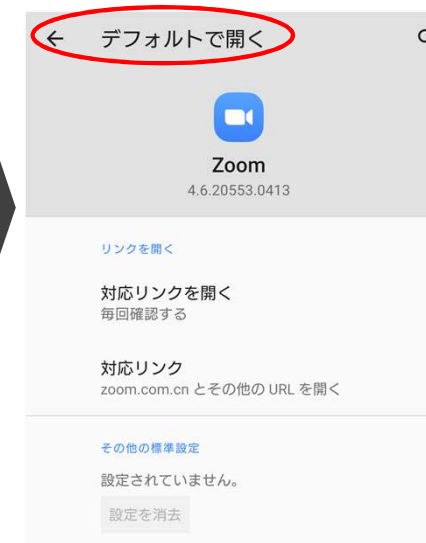 デフォルトで開く
Zoom
4.6.20553.0413
リンクを開く
対応リンクを開く
毎回確認する
対応リンク
zoom.com.cn とその他の URL を開く
その他の標準設定
設定されていません。
設定を消去